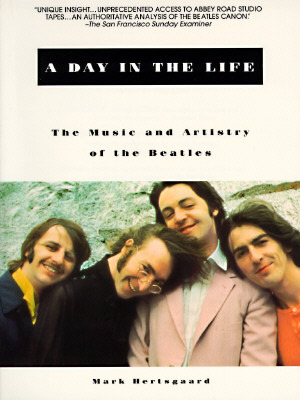 "UNIQUE INSIGHT...UNPRECEDENTED ACCESS TO ABBEY ROAD STUDIO
TAPES...AN AUTHORITATIVE ANALYSIS OF THE BEATLES CANON."
-The San Francisco Sunday Examiner
A DAY IN THE LIFE
The Music and Artistry
of the Beatles
Mark Hertsgaard